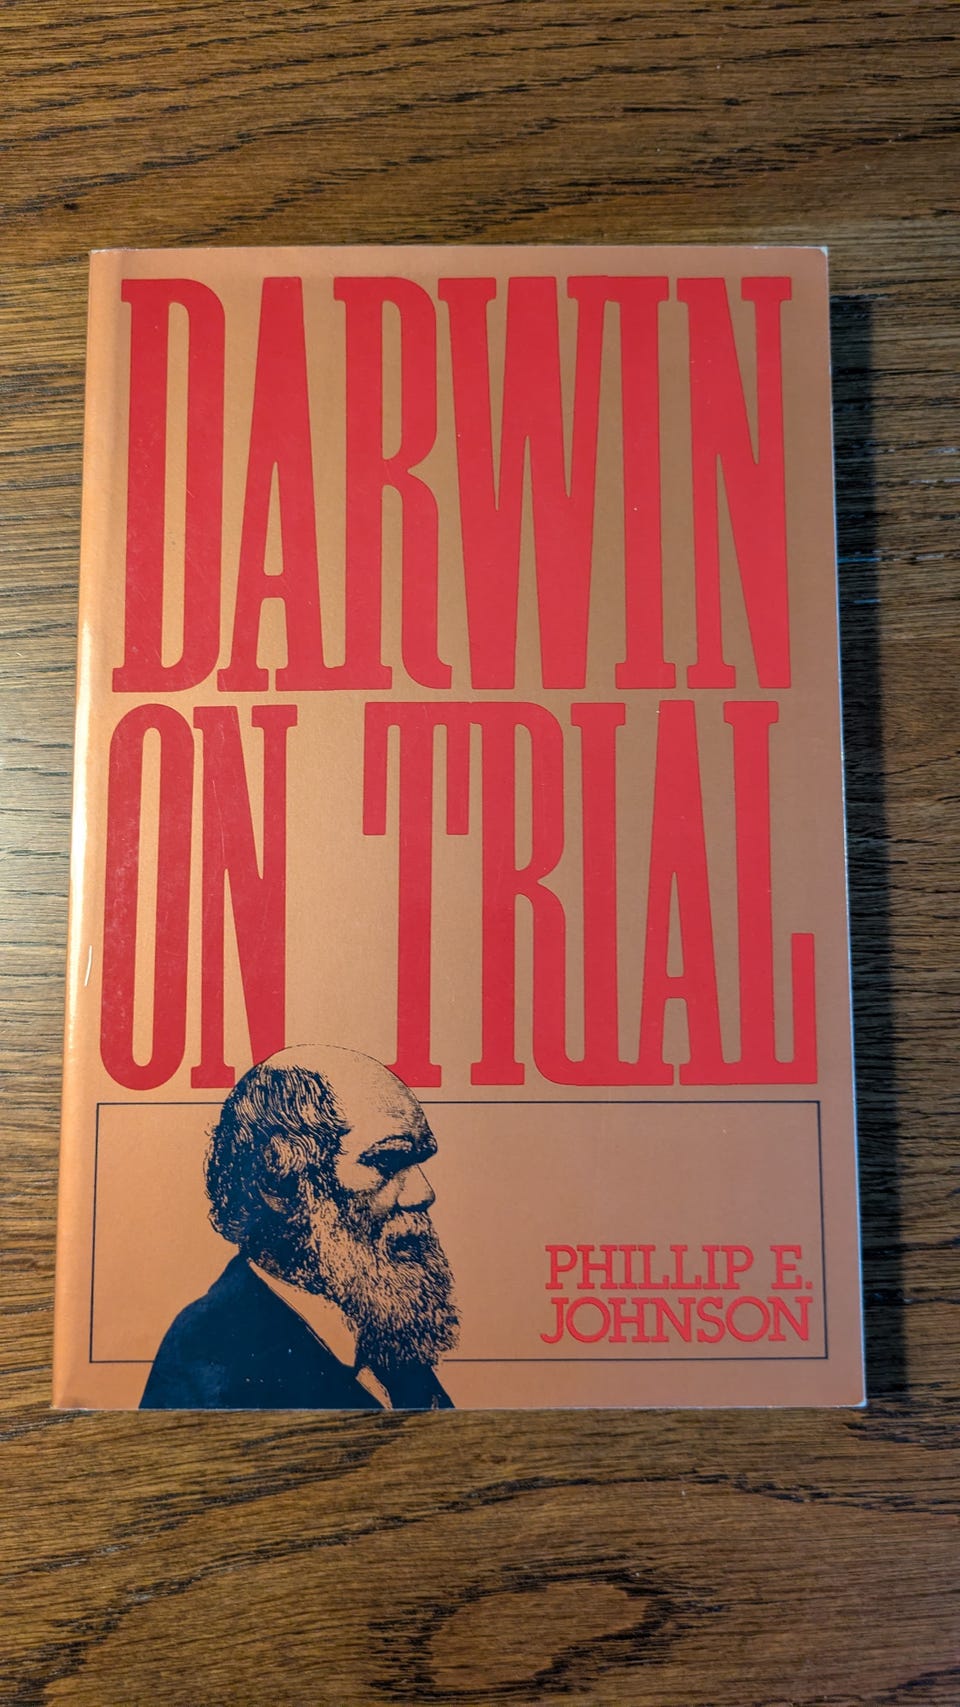 DARWIN
ON TRIAL
PHILLIP E.
JOHNSON